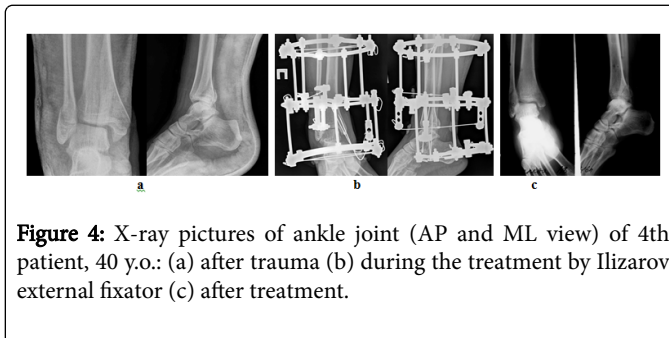 П
a
b
c
Figure 4: X-ray pictures of ankle joint (AP and ML view) of 4th
patient, 40 y.o.: (a) after trauma (b) during the treatment by Ilizarov
external fixator (c) after treatment.